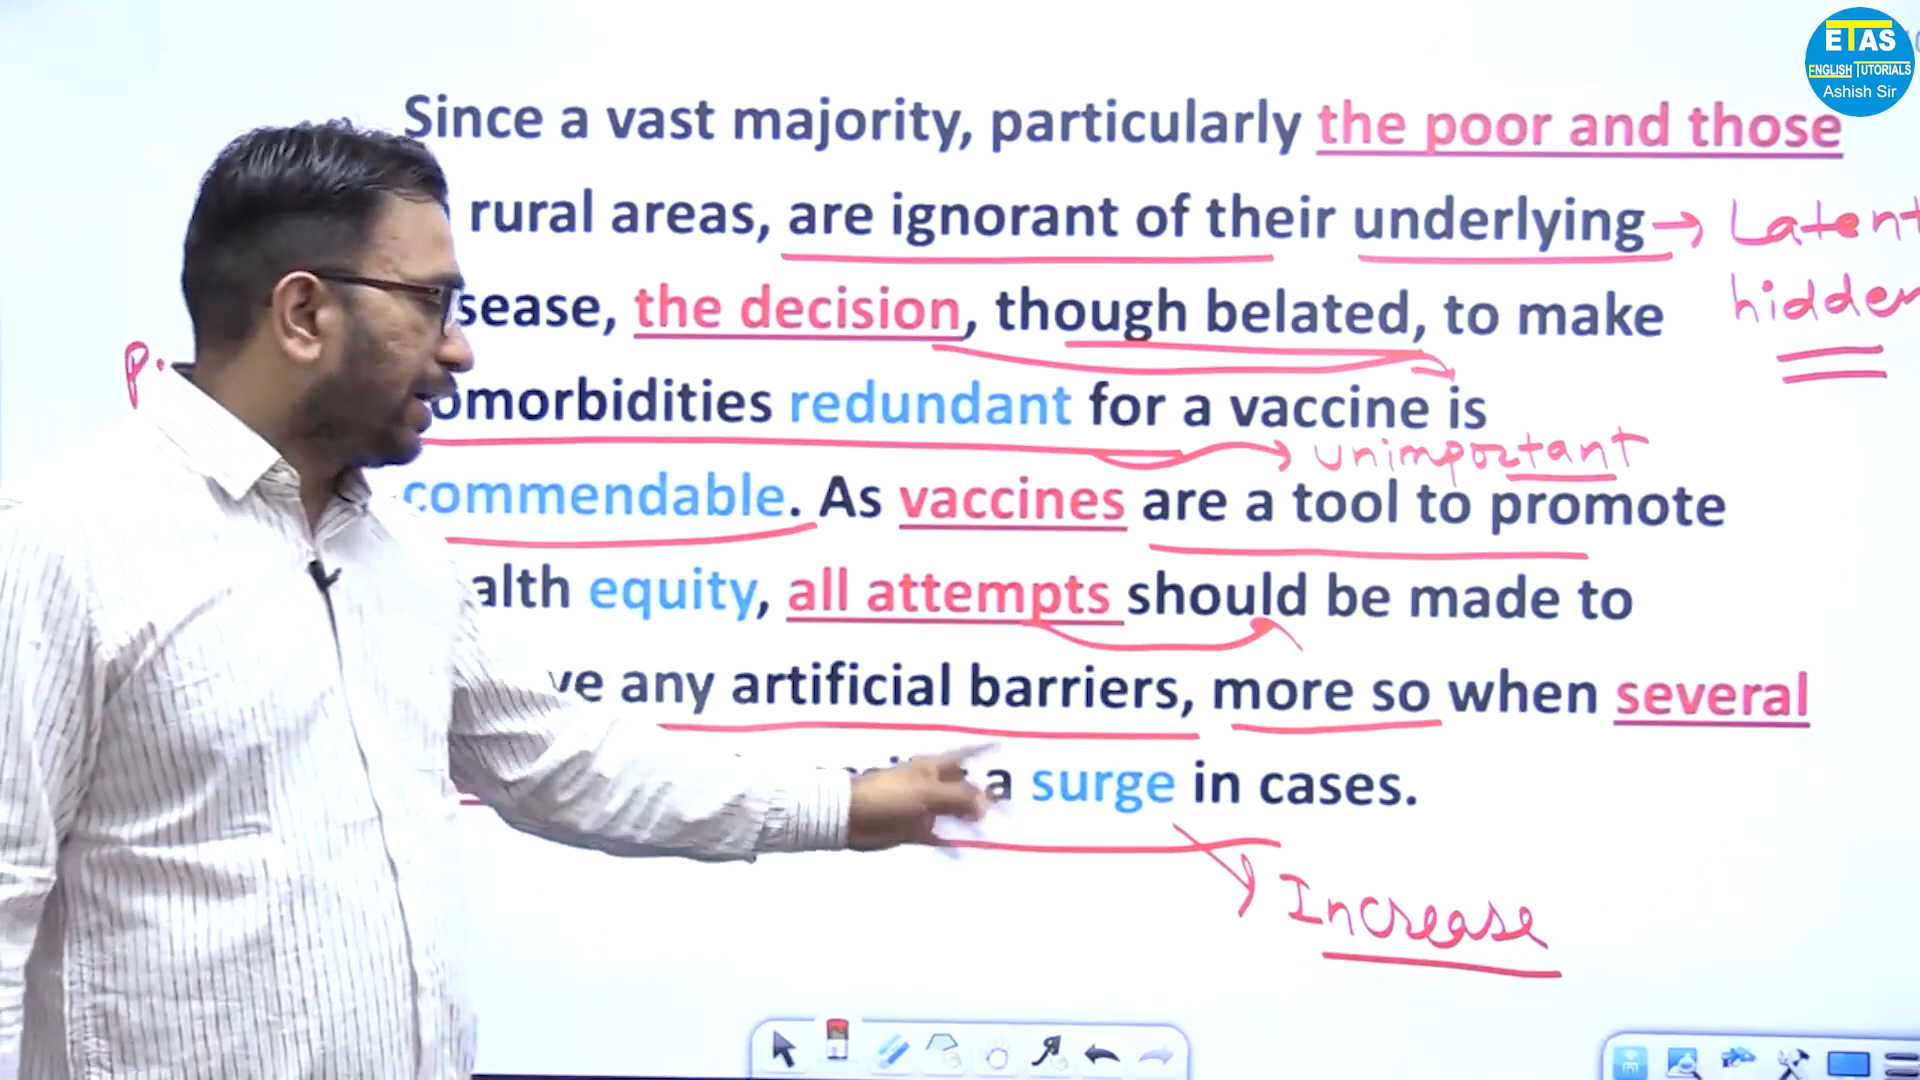 ETAS
ENGLISH TUTORIALS
Ashish Sir
Since a vast majority, particularly the poor and those
rural areas, are ignorant of their underlying → Latent
hidden
sease, the decision, though belated, to make
P.
omorbidities redundant for a vaccine is
unimportant
commendable. As vaccines are a tool to promote
alth equity, all attempts should be made to
ve any artificial barriers, more so when several
a surge in cases.
Increase